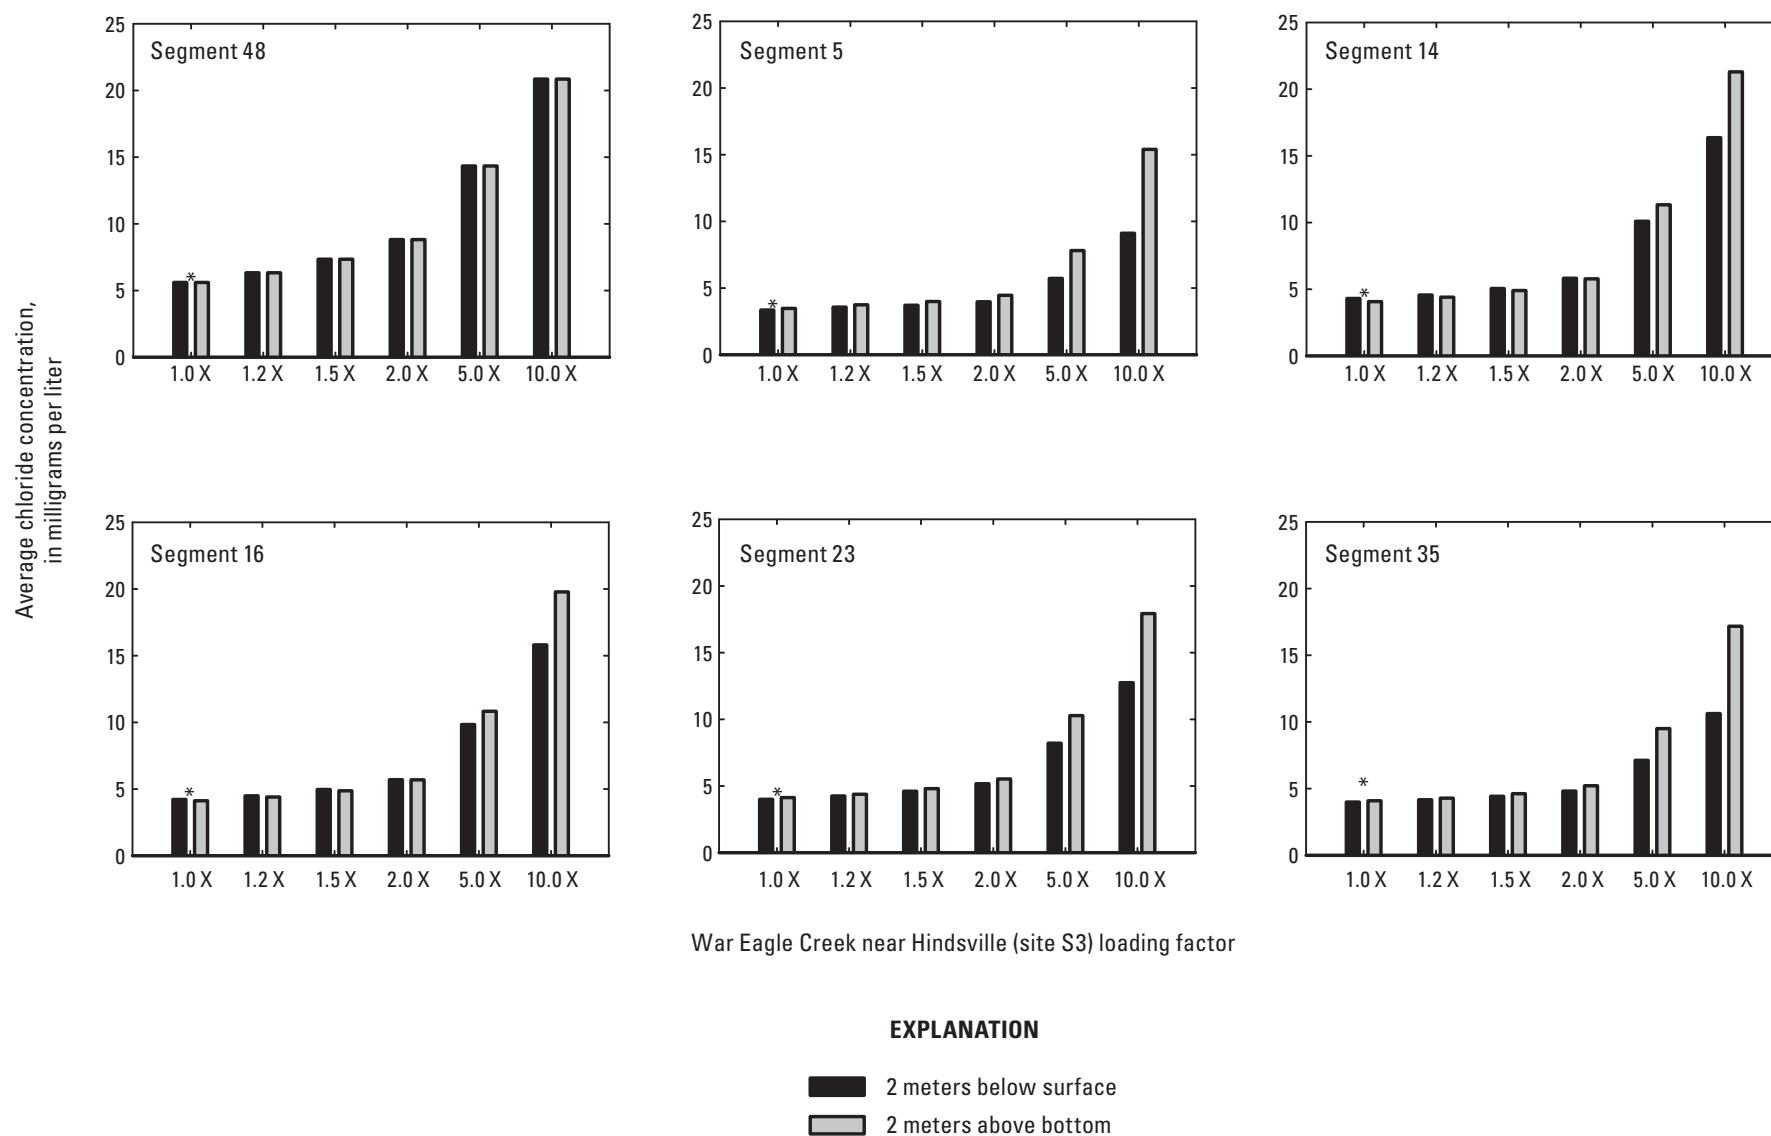 Average chloride concentration,
in milligrams per liter
Segment 48
25
20
15
10
5
0
*
1.0 X 1.2 X 1.5 X 2.0 X 5.0 X 10.0 X
Segment 5
25
20
15
10
5
0
*
1.0 X 1.2 X 1.5 X 2.0 X 5.0 X 10.0 X
Segment 14
25
20
15
10
5
0
*
1.0 X 1.2 X 1.5 X 2.0 X 5.0 X 10.0 X
Segment 16
25
20
15
10
5
0
*
1.0 X 1.2 X 1.5 X 2.0 X 5.0 X 10.0 X
Segment 23
25
20
15
10
5
0
*
1.0 X 1.2 X 1.5 X 2.0 X 5.0 X 10.0 X
Segment 35
25
20
15
10
5
0
*
1.0 X 1.2 X 1.5 X 2.0 X 5.0 X 10.0 X
War Eagle Creek near Hindsville (site S3) loading factor
EXPLANATION
2 meters below surface
2 meters above bottom